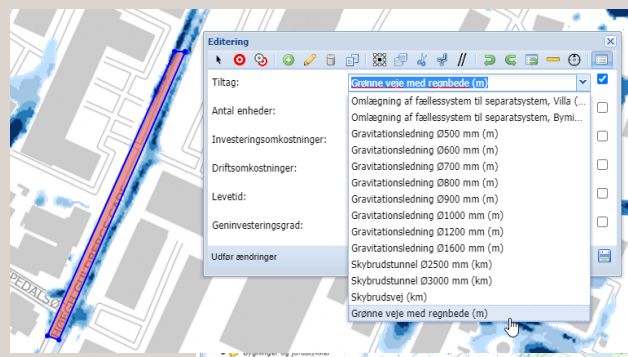 Editering
Tiltag:
Grønne veje med regnbede (m)
Antal enheder:
Investeringsomkostninger:
Driftsomkostninger:
Levetid:
Geninvesteringsgrad:
Udfør ændringer
Omlægning af fællessystem til separatsystem, Villa (...
Omlægning af fællessystem til separatsystem, Bymi...
Gravitationsledning Ø500 mm (m)
Gravitationsledning Ø600 mm (m)
Gravitationsledning Ø700 mm (m)
Gravitationsledning Ø800 mm (m)
Gravitationsledning Ø900 mm (m)
Gravitationsledning Ø1000 mm (m)
Gravitationsledning Ø1200 mm (m)
Gravitationsledning Ø1600 mm (m)
Skybrudstunnel Ø2500 mm (km)
Skybrudstunnel Ø3000 mm (km)
Skybrudsvej (km)
Grønne veje med regnbede (m)